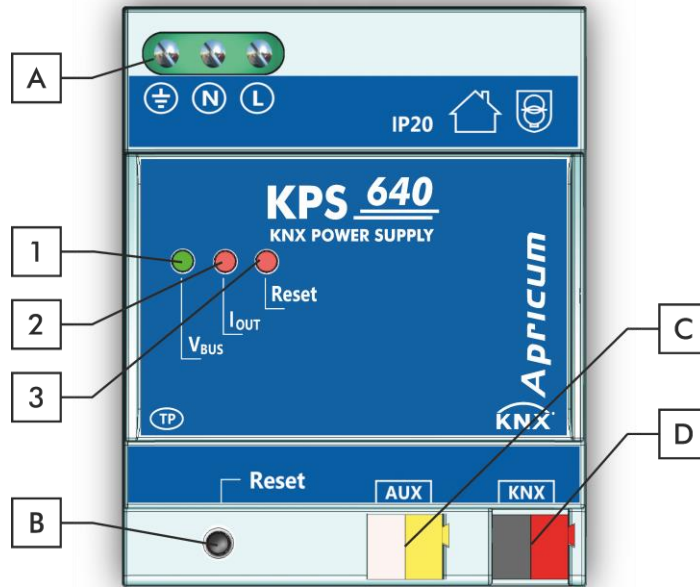 A
N L
IP20
KPS 640
KNX POWER SUPPLY
1
2
3
Reset
IOUT
VBUS
Apricum
KNX
TP
C
D
B
Reset
AUX
KNX